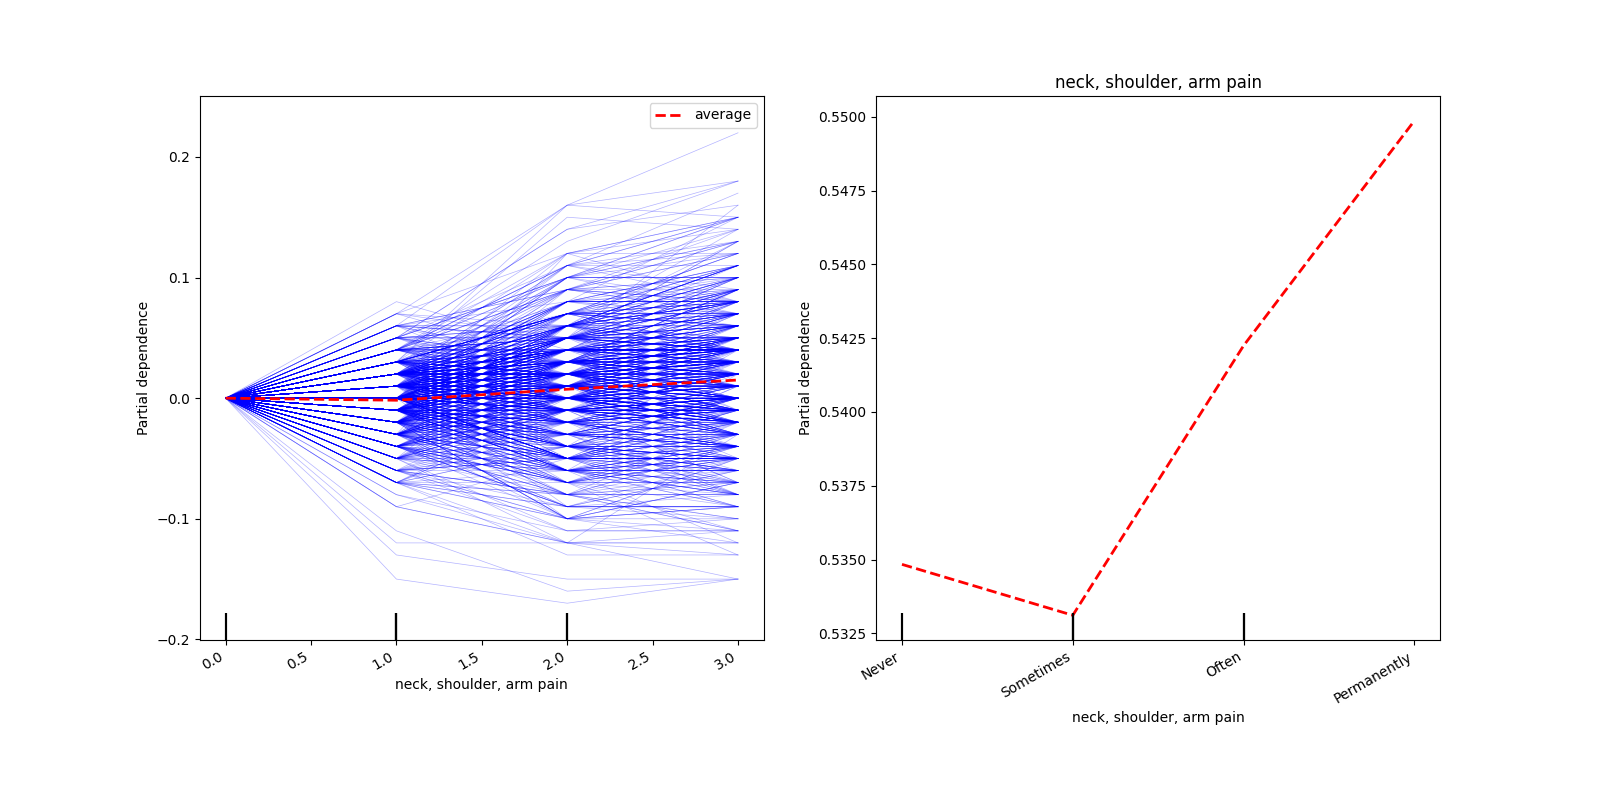 average
0.2
0.1
0.0
−0.1
−0.2
Partial dependence
0.0
0.5
1.0
1.5
2.0
2.5
3.0
neck, shoulder, arm pain
neck, shoulder, arm pain
0.5500
0.5475
0.5450
0.5425
0.5400
0.5375
0.5350
0.5325
Partial dependence
Never
Sometimes
Often
Permanently
neck, shoulder, arm pain